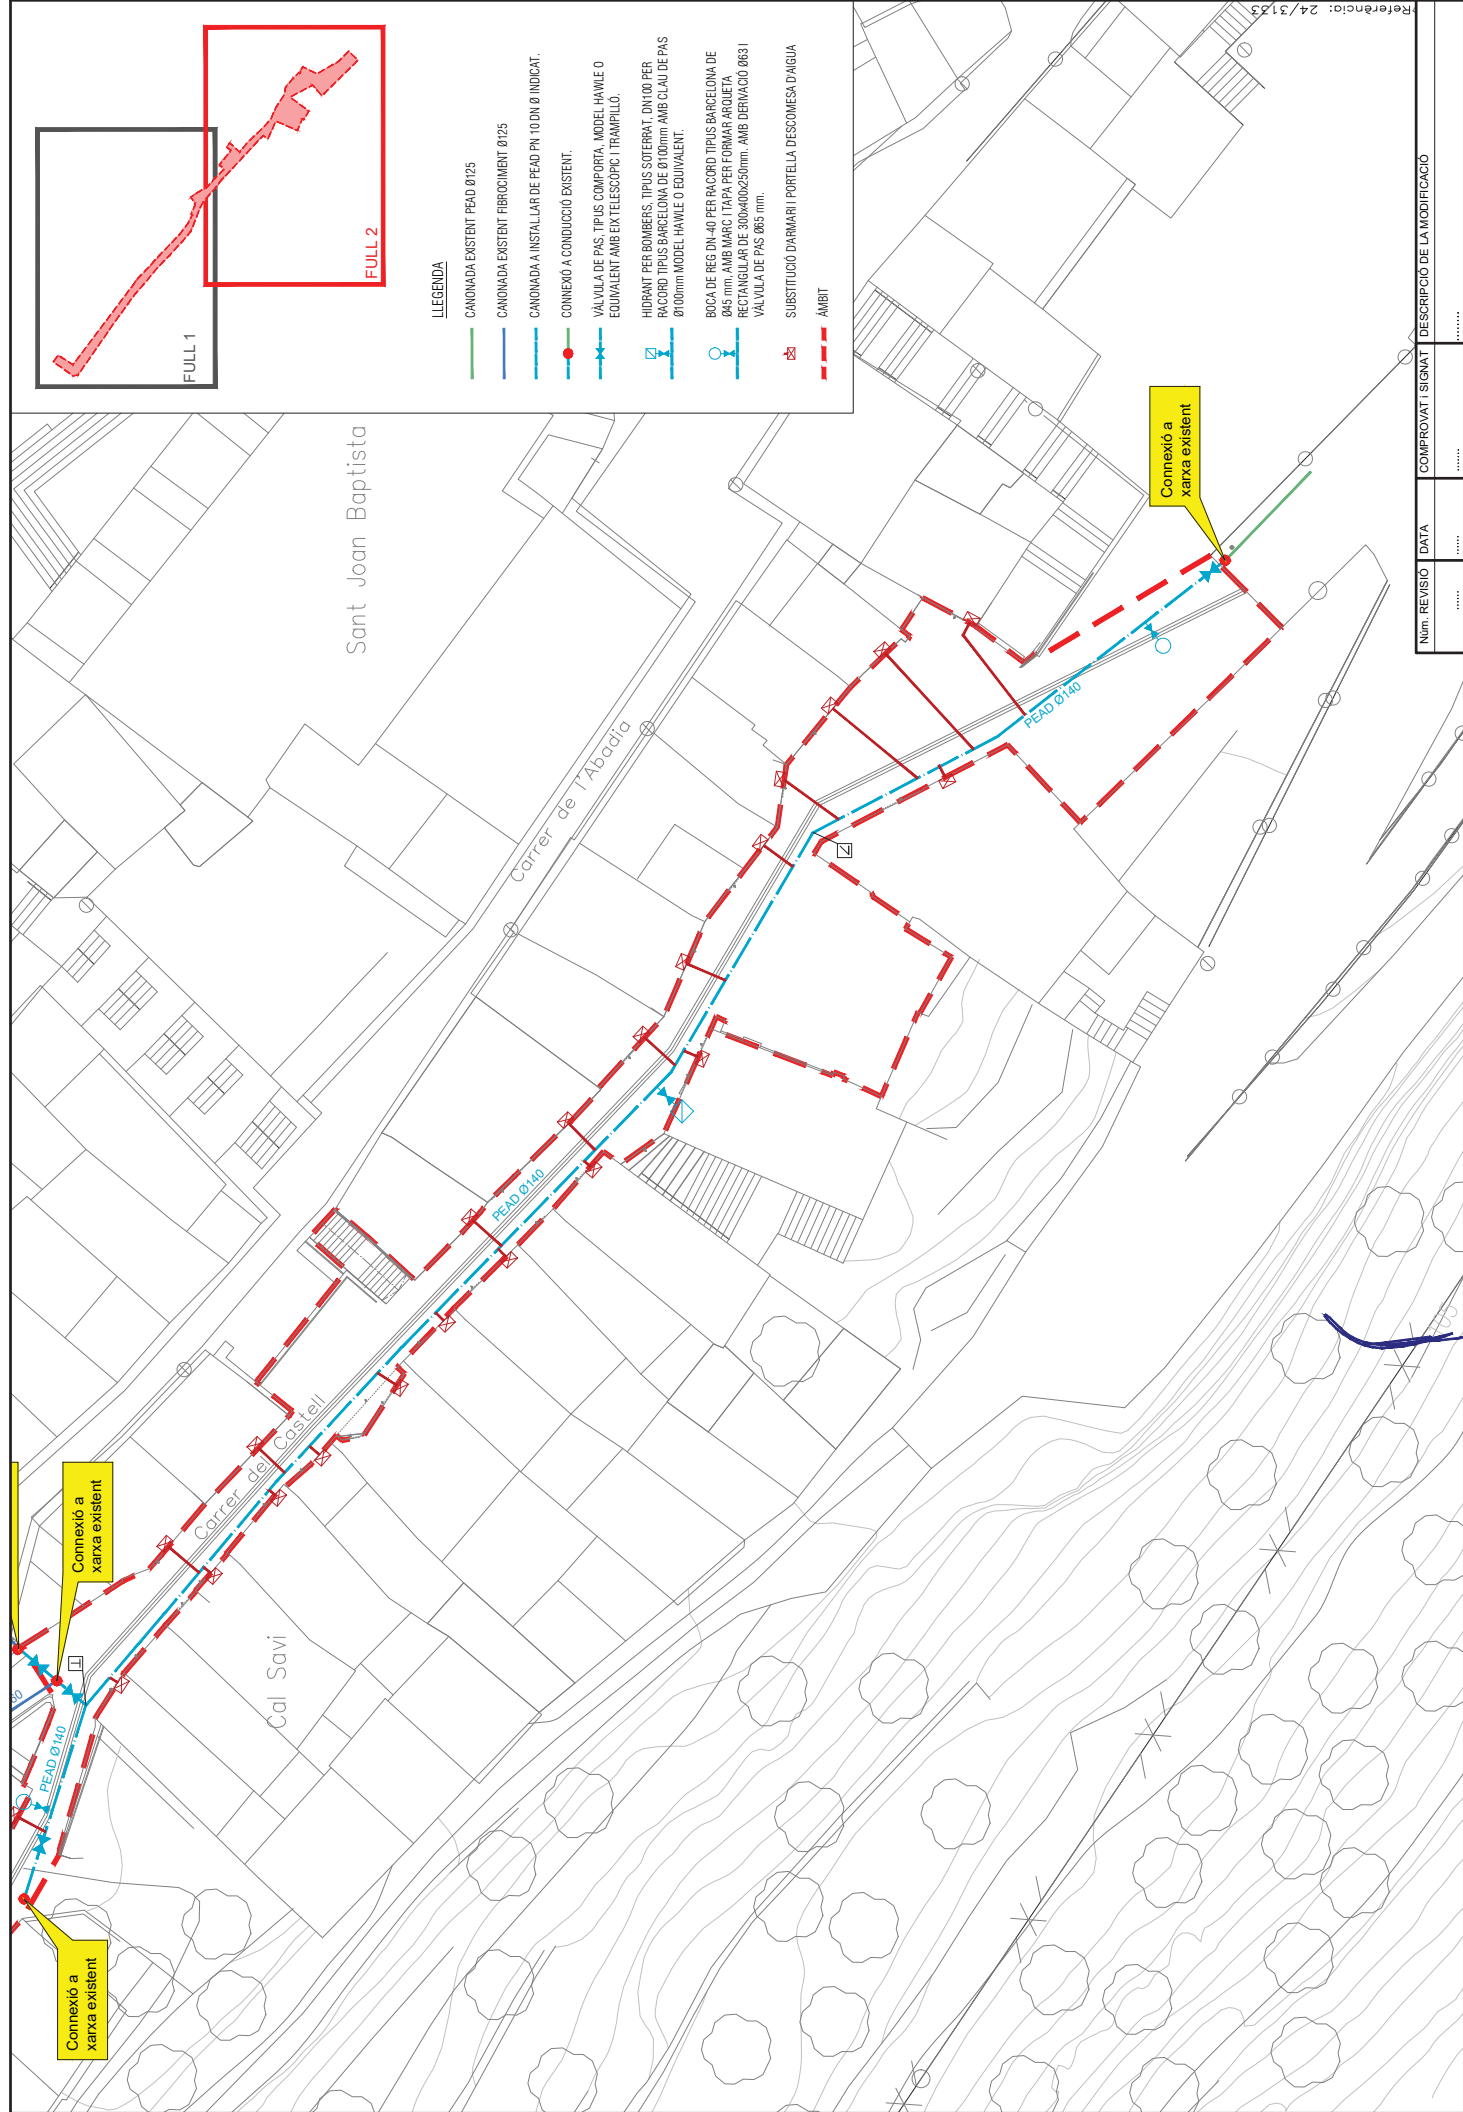 FULL 1
FULL 2
LLEGENDA
CANONADA EXISTENT PEAD Ø125
CANONADA EXISTENT FIBROCIMENT Ø125
CANONADA A INSTAL.LAR DE PEAD PN 10 DN Ø INDICAT.
CONNEXIÓ A CONDUCCIÓ EXISTENT.
VÀLVULA DE PAS, TIPUS COMPORTA, MODEL HAWLE O
EQUIVALENT AMB EIX TELESCÒPIC I TRAMPILLÓ.
HIDRANT PER BOMBERS, TIPUS SOTERRAT, DN100 PER
RACORD TIPUS BARCELONA DE Ø100mm AMB CLAU DE PAS
Ø100mm MODEL HAWLE O EQUIVALENT.
BOCA DE REG DN-40 PER RACORD TIPUS BARCELONA DE
Ø45 mm, AMB MARC I TAPA PER FORMAR ARQUETA
RECTANGULAR DE 300x400x250mm. AMB DERIVACIÓ Ø63 I
VÀLVULA DE PAS Ø65 mm.
SUBSTITUCIÓ D'ARMARI I PORTELLA D'ESCOMESA D'AIGUA
ÀMBIT
Sant Joan Baptista
Carrer de l'Abadia
Carrer del Castell
Cal Savi
PEAD Ø140
PEAD Ø140
PEAD Ø140
T
Z
Connexió a
xarxa existent
Connexió a
xarxa existent
Connexió a
xarxa existent
Núm. REVISIÓ
DATA
COMPROVAT i SIGNAT
DESCRIPCIÓ DE LA MODIFICACIÓ
......
......
......
........
Referència: 24/3133